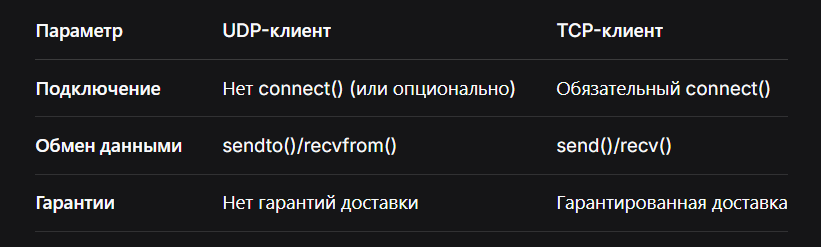 Параметр UDP-клиент TCP-клиент
Подключение Нет connect() (или опционально) Обязательный connect()
Обмен данными sendto()/recvfrom() send()/recv()
Гарантии Нет гарантий доставки Гарантированная доставка